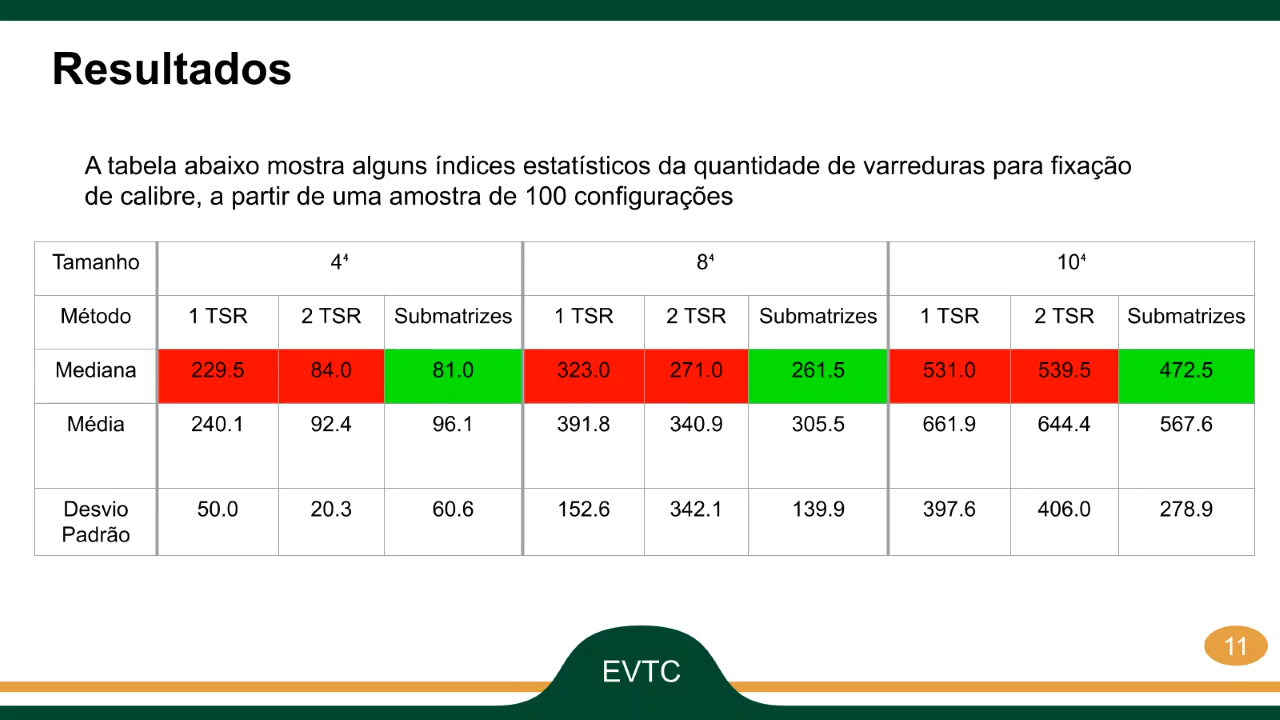 Resultados
A tabela abaixo mostra alguns índices estatísticos da quantidade de varreduras para fixação
de calibre, a partir de uma amostra de 100 configurações
Tamanho 4⁴ 8⁴ 10⁴
Método 1 TSR 2 TSR Submatrizes 1 TSR 2 TSR Submatrizes 1 TSR 2 TSR Submatrizes
Mediana 229.5 84.0 81.0 323.0 271.0 261.5 531.0 539.5 472.5
Média 240.1 92.4 96.1 391.8 340.9 305.5 661.9 644.4 567.6
Desvio 50.0 20.3 60.6 152.6 342.1 139.9 397.6 406.0 278.9
Padrão
11
EVTC